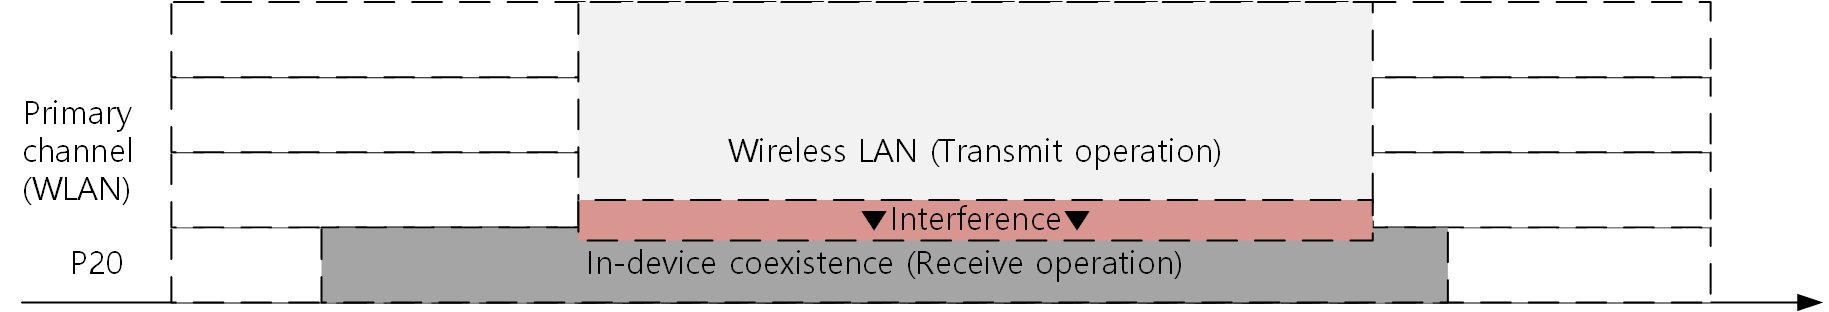 Primary
channel
(WLAN)
Wireless LAN (Transmit operation)
▼Interference▼
P20
In-device coexistence (Receive operation)